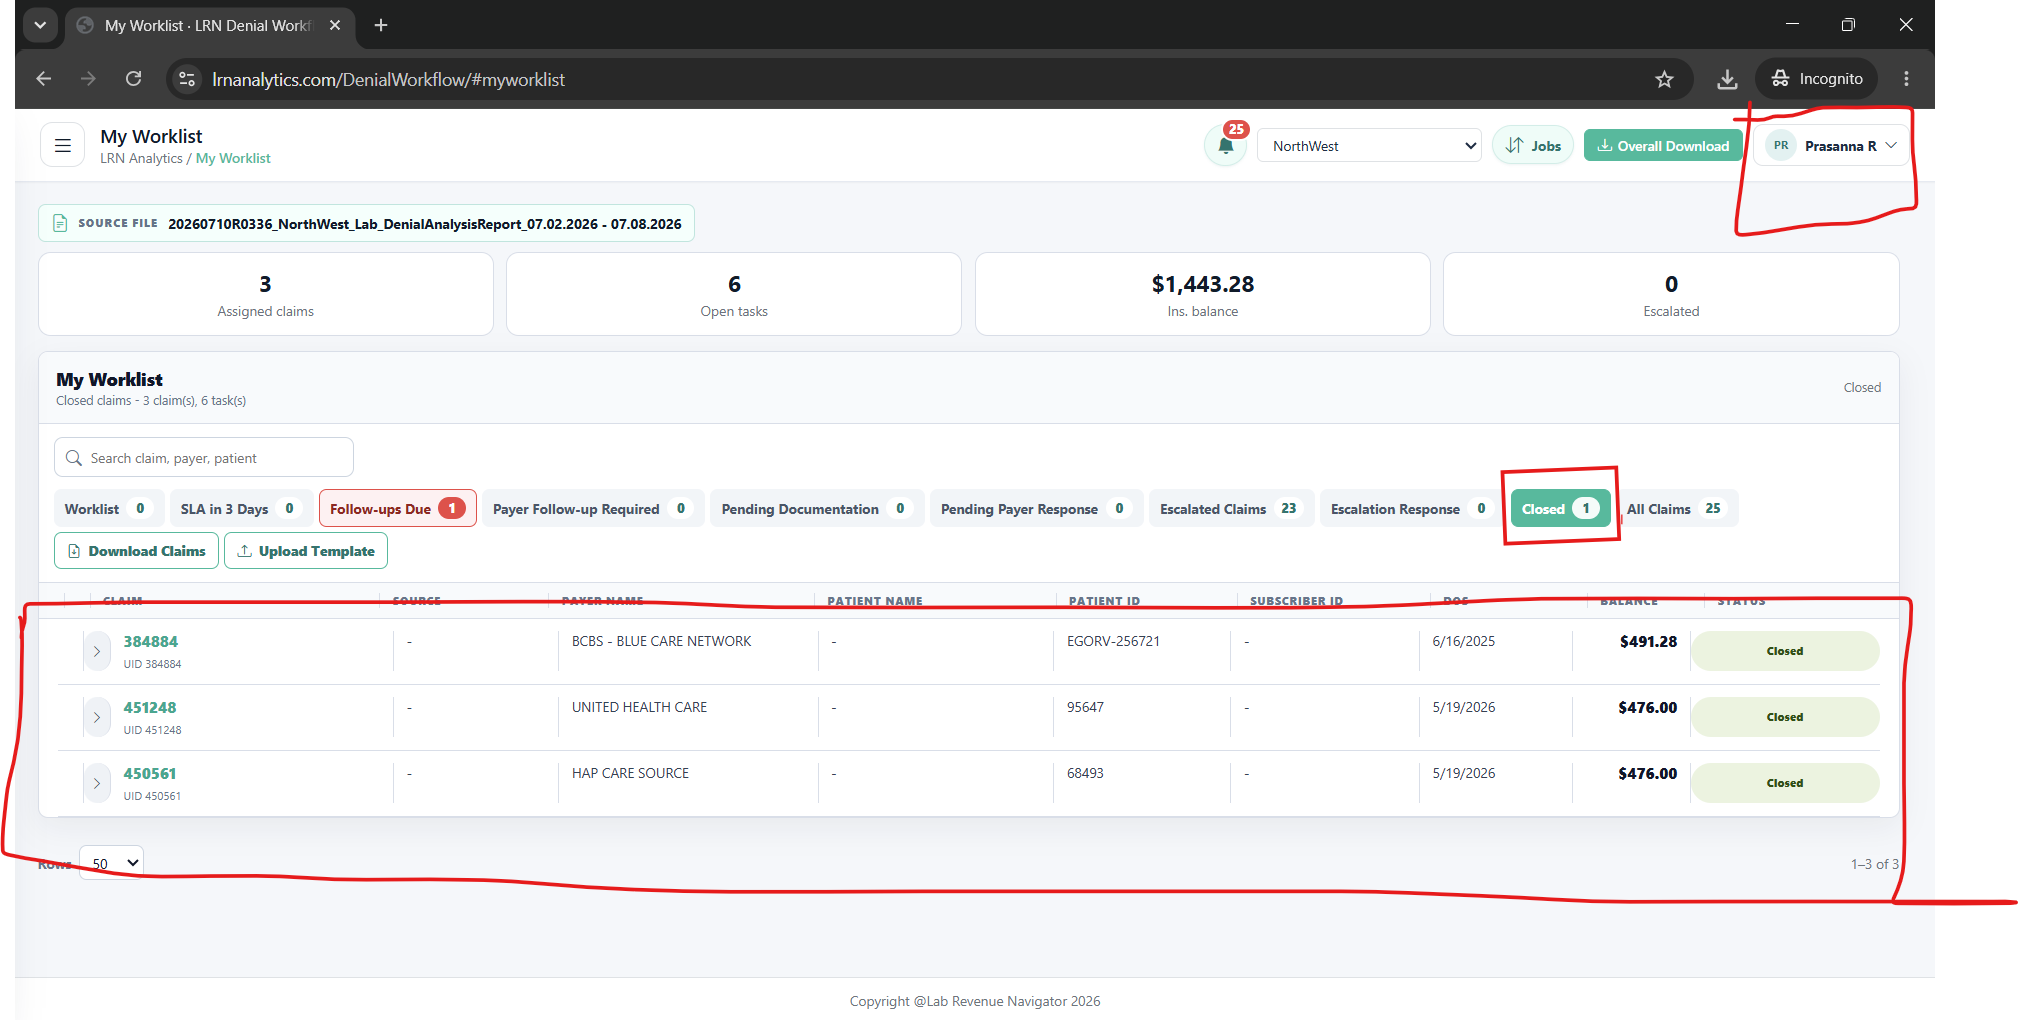 My Worklist · LRN Denial Workf
lrnanalytics.com/DenialWorkflow/#myworklist
Incognito
My Worklist
LRN Analytics / My Worklist
25
NorthWest
Jobs
Overall Download
PR
Prasanna R
SOURCE FILE 20260710R0336_NorthWest_Lab_DenialAnalysisReport_07.02.2026 - 07.08.2026
3
Assigned claims
6
Open tasks
$1,443.28
Ins. balance
0
Escalated
My Worklist
Closed claims - 3 claim(s), 6 task(s)
Closed
Search claim, payer, patient
Worklist 0
SLA in 3 Days 0
Follow-ups Due 1
Payer Follow-up Required 0
Pending Documentation 0
Pending Payer Response 0
Escalated Claims 23
Escalation Response 0
Closed 1
All Claims 25
Download Claims
Upload Template
CLAIM SOURCE PAYER NAME PATIENT NAME PATIENT ID SUBSCRIBER ID DOS BALANCE STATUS
384884 - BCBS - BLUE CARE NETWORK - EGORV-256721 - 6/16/2025 $491.28 Closed
UID 384884
451248 - UNITED HEALTH CARE - 95647 - 5/19/2026 $476.00 Closed
UID 451248
450561 - HAP CARE SOURCE - 68493 - 5/19/2026 $476.00 Closed
UID 450561
Rows 50
1–3 of 3
Copyright @Lab Revenue Navigator 2026